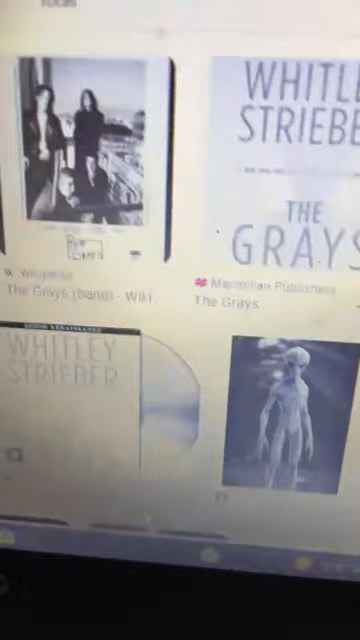 WHITLE
STRIEBE
THE
GRAYS
Wikipedia
The Grays (band) - Wiki...
Macmillan Publishers
The Grays
WHITLEY
STRIEBER